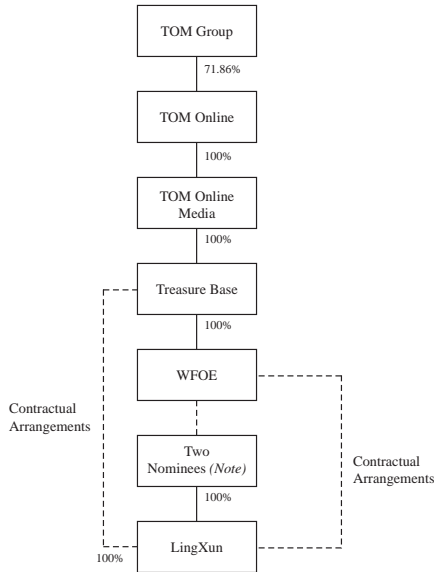 TOM Group
71.86%
TOM Online
100%
TOM Online
Media
100%
Treasure Base
100%
WFOE
Contractual
Arrangements
Two
Nominees (Note)
Contractual
Arrangements
100%
LingXun
100%